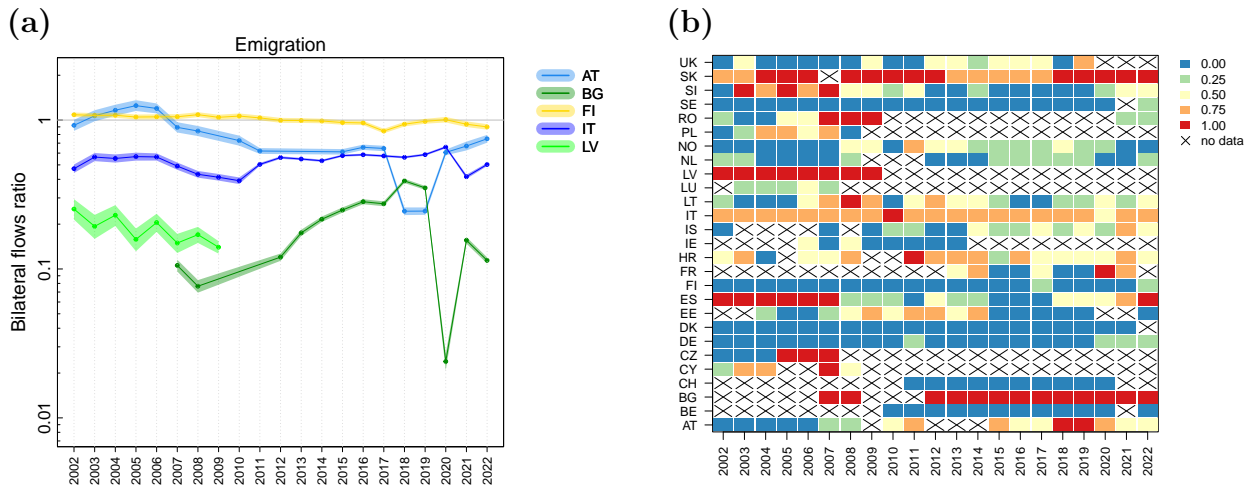 (a)
Emigration
Bilateral flows ratio
1
0.1
0.01
2002 2003 2004 2005 2006 2007 2008 2009 2010 2011 2012 2013 2014 2015 2016 2017 2018 2019 2020 2021 2022
AT
BG
FI
IT
LV
(b)
UK
SK
SI
SE
RO
PL
NO
NL
LV
LU
LT
IT
IS
IE
HR
FR
FI
ES
EE
DK
DE
CZ
CY
CH
BG
BE
AT
2002 2003 2004 2005 2006 2007 2008 2009 2010 2011 2012 2013 2014 2015 2016 2017 2018 2019 2020 2021 2022
0.00
0.25
0.50
0.75
1.00
no data